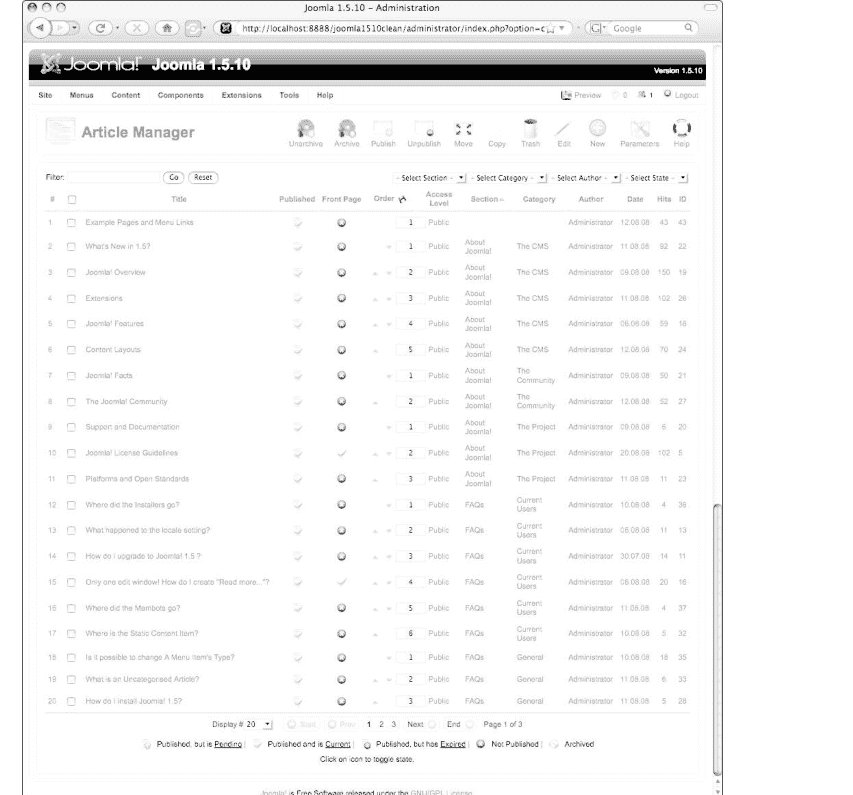 Joomla 1.5.10 - Administration
http://localhost:8888/joomla1510clean/administrator/index.php?option=c
Google
Joomla! Joomla 1.5.10
Version 1.5.10
Site Menus Content Components Extensions Tools Help Preview 0 1 Logout
Article Manager
Unarchive Archive Publish Unpublish Move Copy Trash Edit New Parameters Help
Filter: Go Reset - Select Section - - Select Category - - Select Author - - Select State -
# Title Published Front Page Order Access Level Section Category Author Date Hits ID
1 Example Pages and Menu Links 1 Public Administrator 12.08.08 43 43
2 What's New in 1.5? 1 Public About Joomla! The CMS Administrator 11.08.08 92 22
3 Joomla! Overview 2 Public About Joomla! The CMS Administrator 09.08.08 150 19
4 Extensions 3 Public About Joomla! The CMS Administrator 11.08.08 102 26
5 Joomla! Features 4 Public About Joomla! The CMS Administrator 59 18
6 Content Layouts 5 Public About Joomla! The CMS Administrator 12.08.08 70 24
7 Joomla! Facts 1 Public About Joomla! The Community Administrator 09.08.08 50 21
8 The Joomla! Community 2 Public About Joomla! The Community Administrator 12.08.08 52 27
9 Support and Documentation 1 Public About Joomla! The Project Administrator 09.08.08 6 20
10 Joomla! License Guidelines 2 Public About Joomla! The Project Administrator 20.08.08 102 5
11 Platforms and Open Standards 3 Public About Joomla! The Project Administrator 11.08.08 11 23
12 Where did the Installers go? 1 Public FAQs Current Users Administrator 10.08.08 4 36
13 What happened to the locale setting? 2 Public FAQs Current Users Administrator 11 13
14 How do I upgrade to Joomla! 1.5 ? 3 Public FAQs Current Users Administrator 30.07.08 14 11
15 Only one edit window! How do I create "Read more..."? 4 Public FAQs Current Users Administrator 20 16
16 Where did the Mambots go? 5 Public FAQs Current Users Administrator 11.08.08 4 37
17 Where is the Static Content Item? 6 Public FAQs Current Users Administrator 10.08.08 5 32
18 Is it possible to change A Menu Item's Type? 1 Public FAQs General Administrator 10.08.08 18 35
19 What is an Uncategorised Article? 2 Public FAQs General Administrator 11.08.08 6 33
20 How do I install Joomla! 1.5? 3 Public FAQs General Administrator 11.08.08 5 28
Display # 20 Start Prev 1 2 3 Next End Page 1 of 3
Published, but is Pending | Published and is Current | Published, but has Expired | Not Published | Archived
Click on icon to toggle state.
Joomla! is Free Software released under the GNU/GPL License.